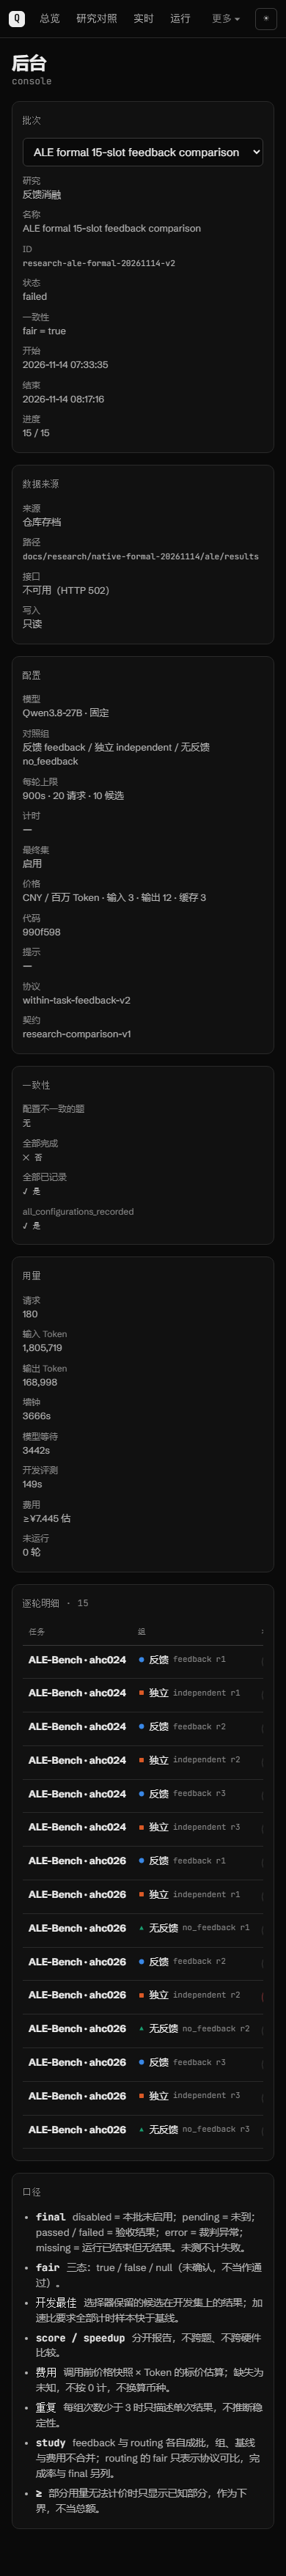 Q 总览 研究对照 实时 运行 更多
后台
console
批次
ALE formal 15-slot feedback comparison
研究
反馈消融
名称
ALE formal 15-slot feedback comparison
ID
research-ale-formal-20261114-v2
状态
failed
一致性
fair = true
开始
2026-11-14 07:33:35
结束
2026-11-14 08:17:16
进度
15 / 15
数据来源
来源
仓库存档
路径
docs/research/native-formal-20261114/ale/results
接口
不可用（HTTP 502）
写入
只读
配置
模型
Qwen3.8-27B · 固定
对照组
反馈 feedback / 独立 independent / 无反馈
no_feedback
每轮上限
900s · 20 请求 · 10 候选
计时
—
最终集
启用
价格
CNY / 百万 Token · 输入 3 · 输出 12 · 缓存 3
代码
990f598
提示
—
协议
within-task-feedback-v2
契约
research-comparison-v1
一致性
配置不一致的题
无
全部完成
✕ 否
全部已记录
✓ 是
all_configurations_recorded
✓ 是
用量
请求
180
输入 Token
1,805,719
输出 Token
168,998
墙钟
3666s
模型等待
3442s
开发评测
149s
费用
≥¥7.445 估
未运行
0 轮
逐轮明细 · 15
任务 组
ALE-Bench · ahc024 反馈 feedback r1
ALE-Bench · ahc024 独立 independent r1
ALE-Bench · ahc024 反馈 feedback r2
ALE-Bench · ahc024 独立 independent r2
ALE-Bench · ahc024 反馈 feedback r3
ALE-Bench · ahc024 独立 independent r3
ALE-Bench · ahc026 反馈 feedback r1
ALE-Bench · ahc026 独立 independent r1
ALE-Bench · ahc026 无反馈 no_feedback r1
ALE-Bench · ahc026 反馈 feedback r2
ALE-Bench · ahc026 独立 independent r2
ALE-Bench · ahc026 无反馈 no_feedback r2
ALE-Bench · ahc026 反馈 feedback r3
ALE-Bench · ahc026 独立 independent r3
ALE-Bench · ahc026 无反馈 no_feedback r3
口径
• final disabled = 本批未启用；pending = 未到；
passed / failed = 验收结果；error = 裁判异常；
missing = 运行已结束但无结果。未测不计失败。
• fair 三态：true / false / null（未确认，不当作通
过）。
• 开发最佳 选择器保留的候选在开发集上的结果；加
速比要求全部计时样本快于基线。
• score / speedup 分开报告，不跨题、不跨硬件
比较。
• 费用 调用前价格快照 × Token 的标价估算；缺失为
未知，不按 0 计，不换算币种。
• 重复 每组次数少于 3 时只描述单次结果，不推断稳
定性。
• study feedback 与 routing 各自成批，组、基线
与费用不合并；routing 的 fair 只表示协议可比，完
成率与 final 另列。
• ≥ 部分用量无法计价时只显示已知部分，作为下
界，不当总额。